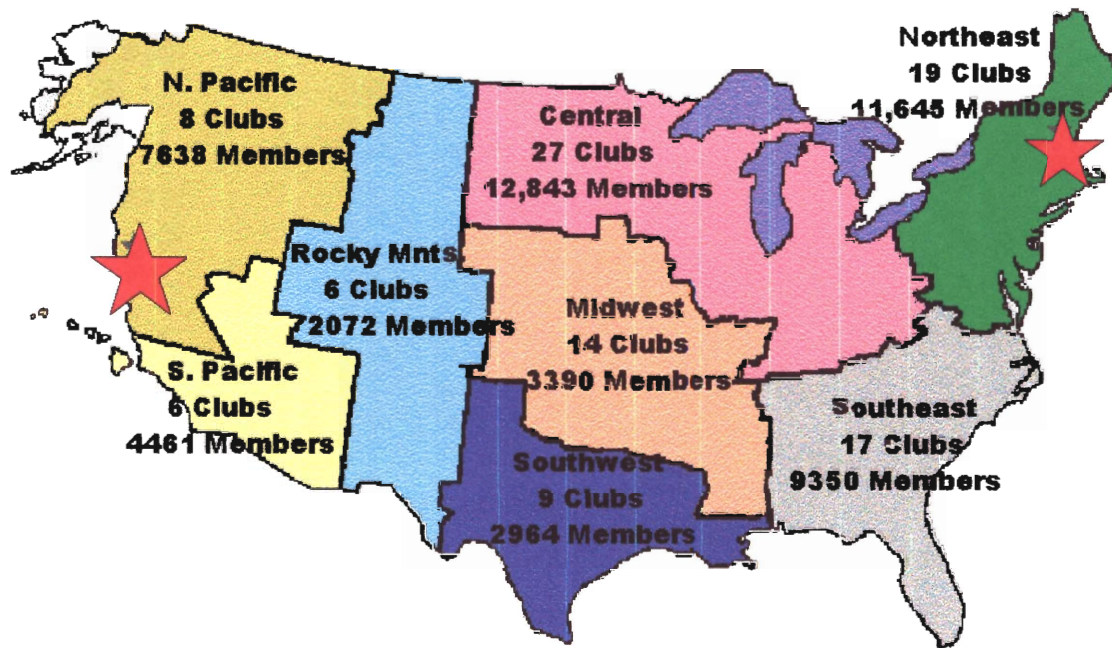 N. Pacific
8 Clubs
7638 Members
Rocky Mnts
6 Clubs
72072 Members
S. Pacific
6 Clubs
4461 Members
Central
27 Clubs
12,843 Members
Midwest
14 Clubs
3390 Members
Southwest
9 Clubs
2964 Members
Northeast
19 Clubs
11,645 Members
Southeast
17 Clubs
9350 Members